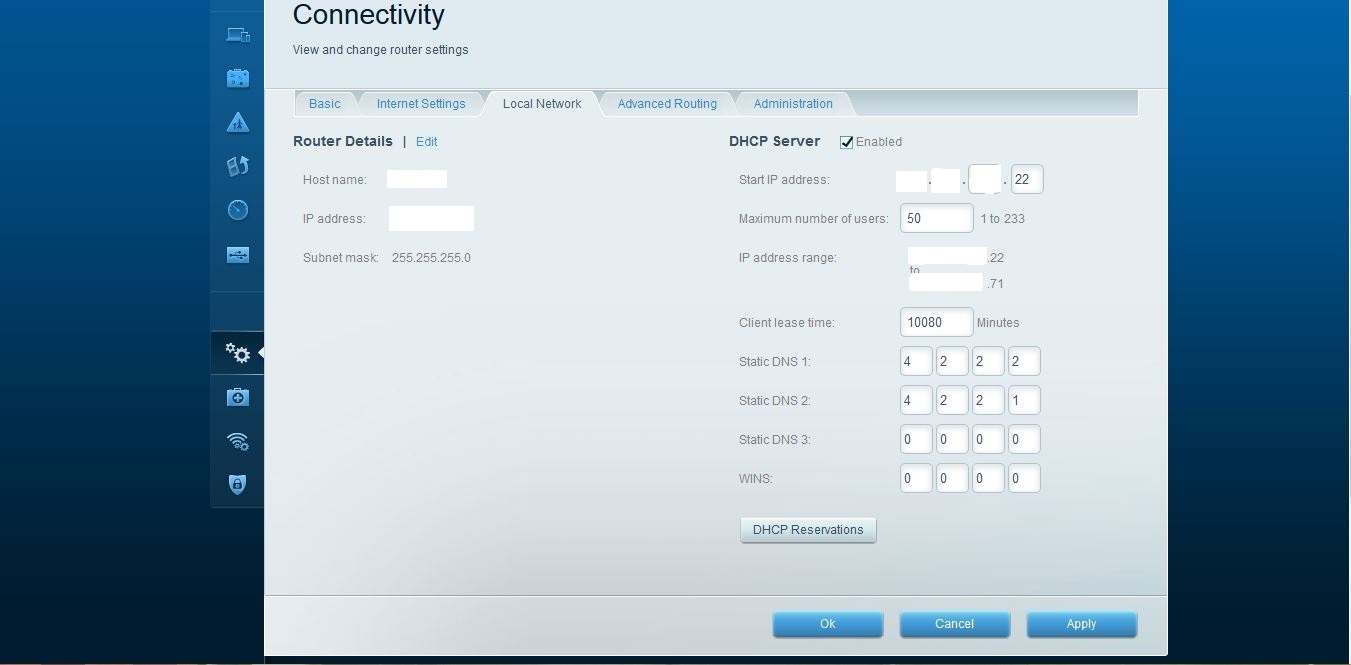 Connectivity
View and change router settings
Basic Internet Settings Local Network Advanced Routing Administration
Router Details | Edit
Host name:
IP address:
Subnet mask: 255.255.255.0
DHCP Server Enabled
Start IP address: . . . 22
Maximum number of users: 50 1 to 233
IP address range: .22
to
.71
Client lease time: 10080 Minutes
Static DNS 1: 4 2 2 2
Static DNS 2: 4 2 2 1
Static DNS 3: 0 0 0 0
WINS: 0 0 0 0
DHCP Reservations
Ok Cancel Apply